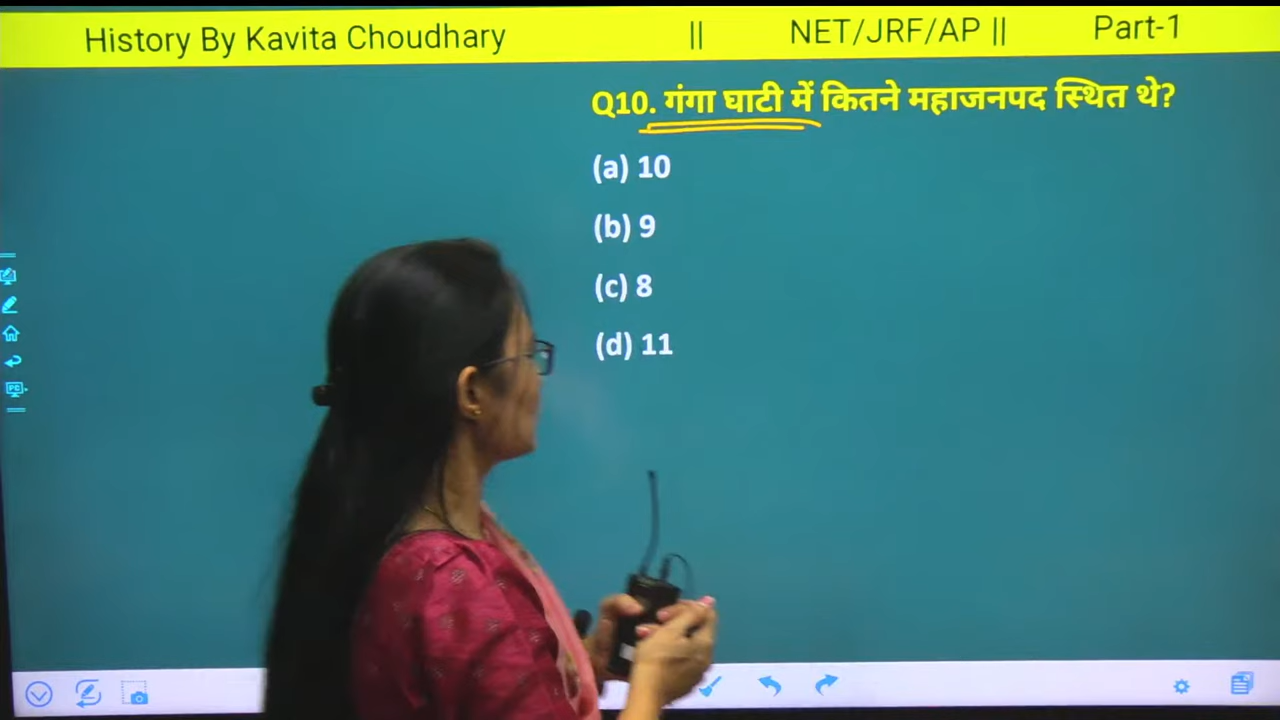 History By Kavita Choudhary || NET/JRF/AP || Part-1
Q10. गंगा घाटी में कितने महाजनपद स्थित थे?
(a) 10
(b) 9
(c) 8
(d) 11